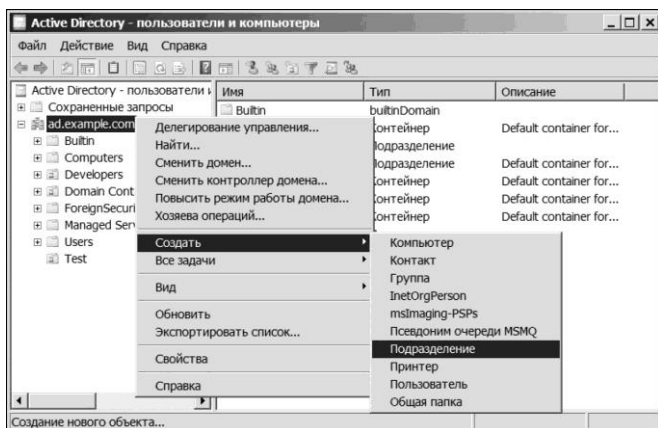 Active Directory - пользователи и компьютеры
Файл Действие Вид Справка
Active Directory - пользователи и
Имя Тип Описание
Сохраненные запросы
Builtin builtinDomain
ad.example.com
Builtin
Computers
Developers
Domain Cont
ForeignSecuri
Managed Serv
Users
Test
Контейнер Default container for...
Подразделение
Подразделение Default container for...
Контейнер Default container for...
Контейнер Default container for...
Контейнер Default container for...
Делегирование управления...
Найти...
Сменить домен...
Сменить контроллер домена...
Повысить режим работы домена...
Хозяева операций...
Создать
Все задачи
Вид
Обновить
Экспортировать список...
Свойства
Справка
Компьютер
Контакт
Группа
InetOrgPerson
msImaging-PSPs
Псевдоним очереди MSMQ
Подразделение
Принтер
Пользователь
Общая папка
Создание нового объекта...